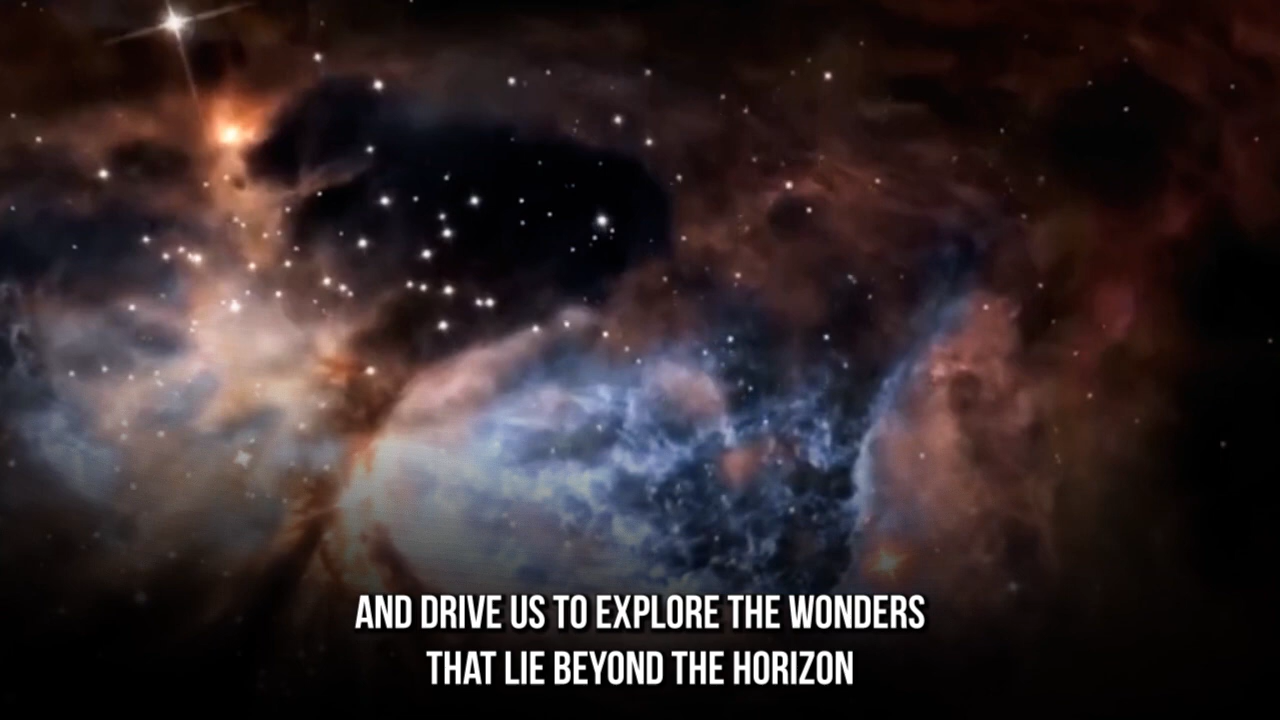 AND DRIVE US TO EXPLORE THE WONDERS
THAT LIE BEYOND THE HORIZON